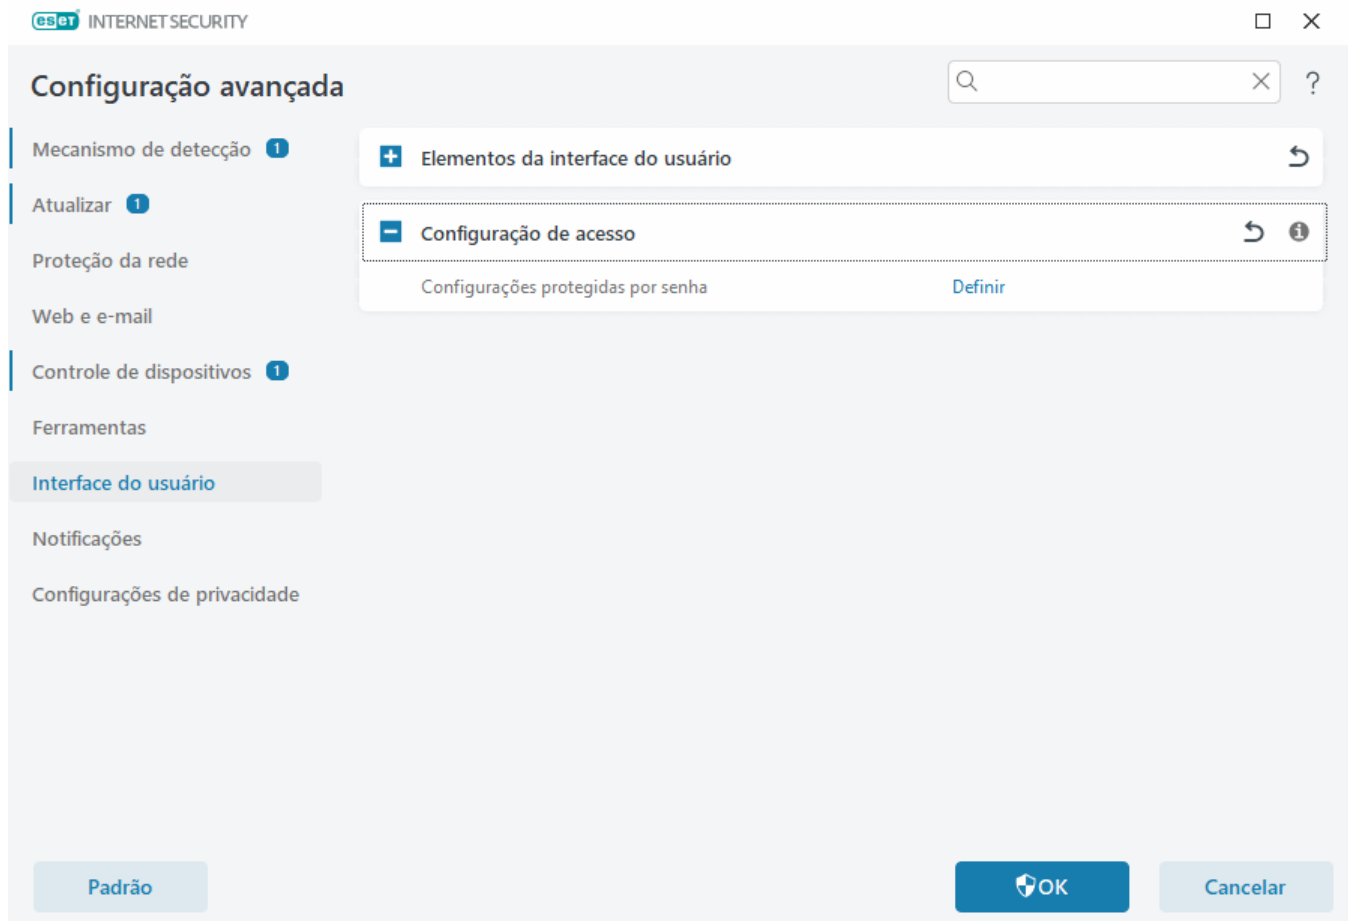 eset INTERNET SECURITY
Configuração avançada
?
Mecanismo de detecção 1
Atualizar 1
Proteção da rede
Web e e-mail
Controle de dispositivos 1
Ferramentas
Interface do usuário
Notificações
Configurações de privacidade
Elementos da interface do usuário
Configuração de acesso
Configurações protegidas por senha Definir
Padrão
OK
Cancelar